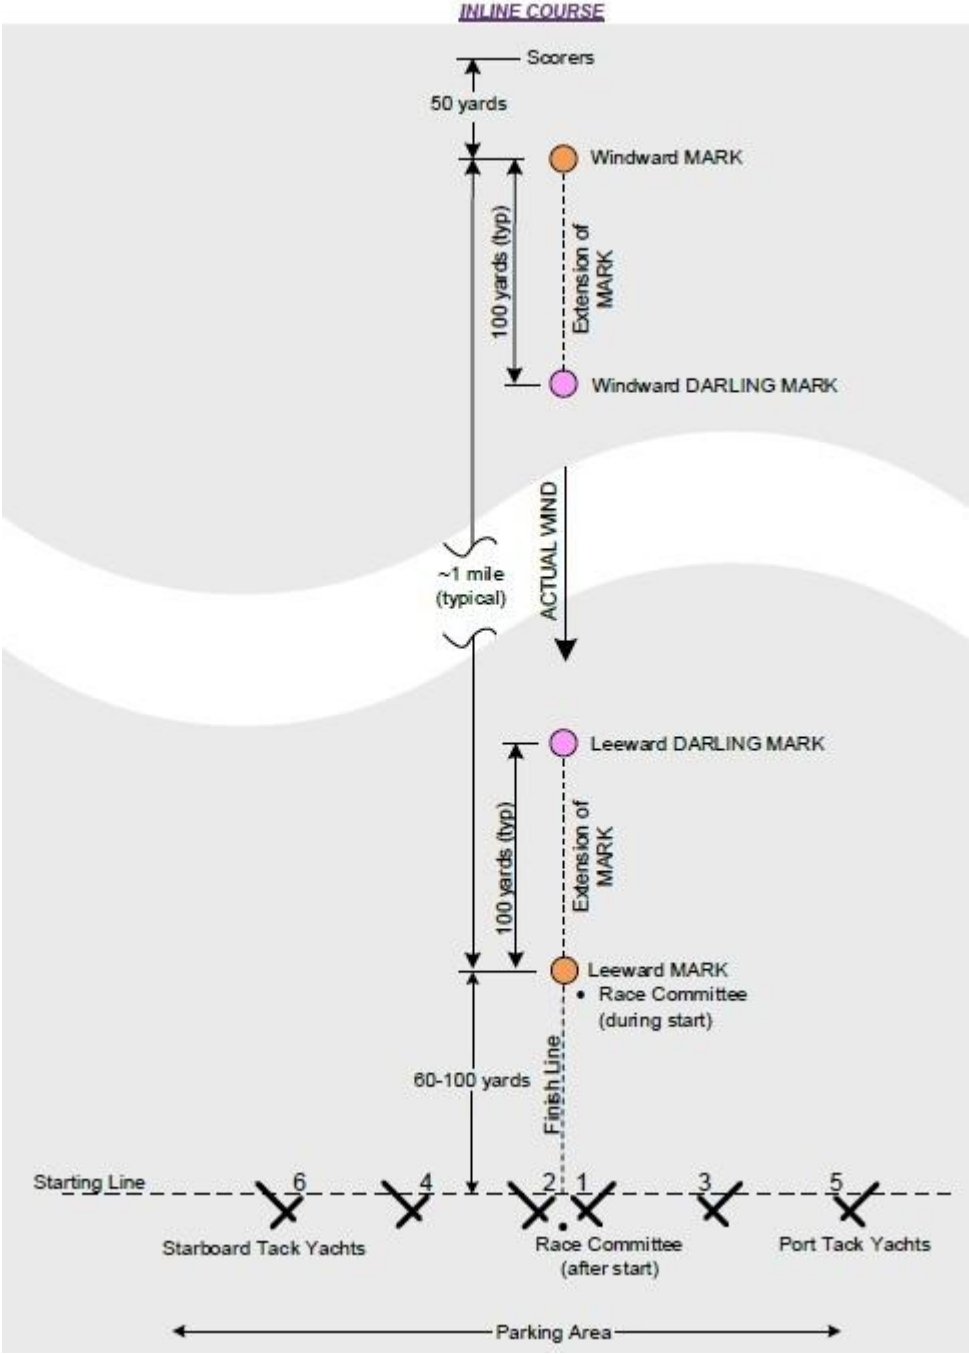 INLINE COURSE
Scorers
50 yards
Windward MARK
100 yards (typ)
Extension of
MARK
Windward DARLING MARK
ACTUAL WIND
~1 mile
(typical)
Leeward DARLING MARK
100 yards (typ)
Extension of
MARK
Leeward MARK
• Race Committee
(during start)
60-100 yards
Finish Line
Starting Line
6 4 2 1 3 5
Starboard Tack Yachts
Race Committee
(after start)
Port Tack Yachts
Parking Area